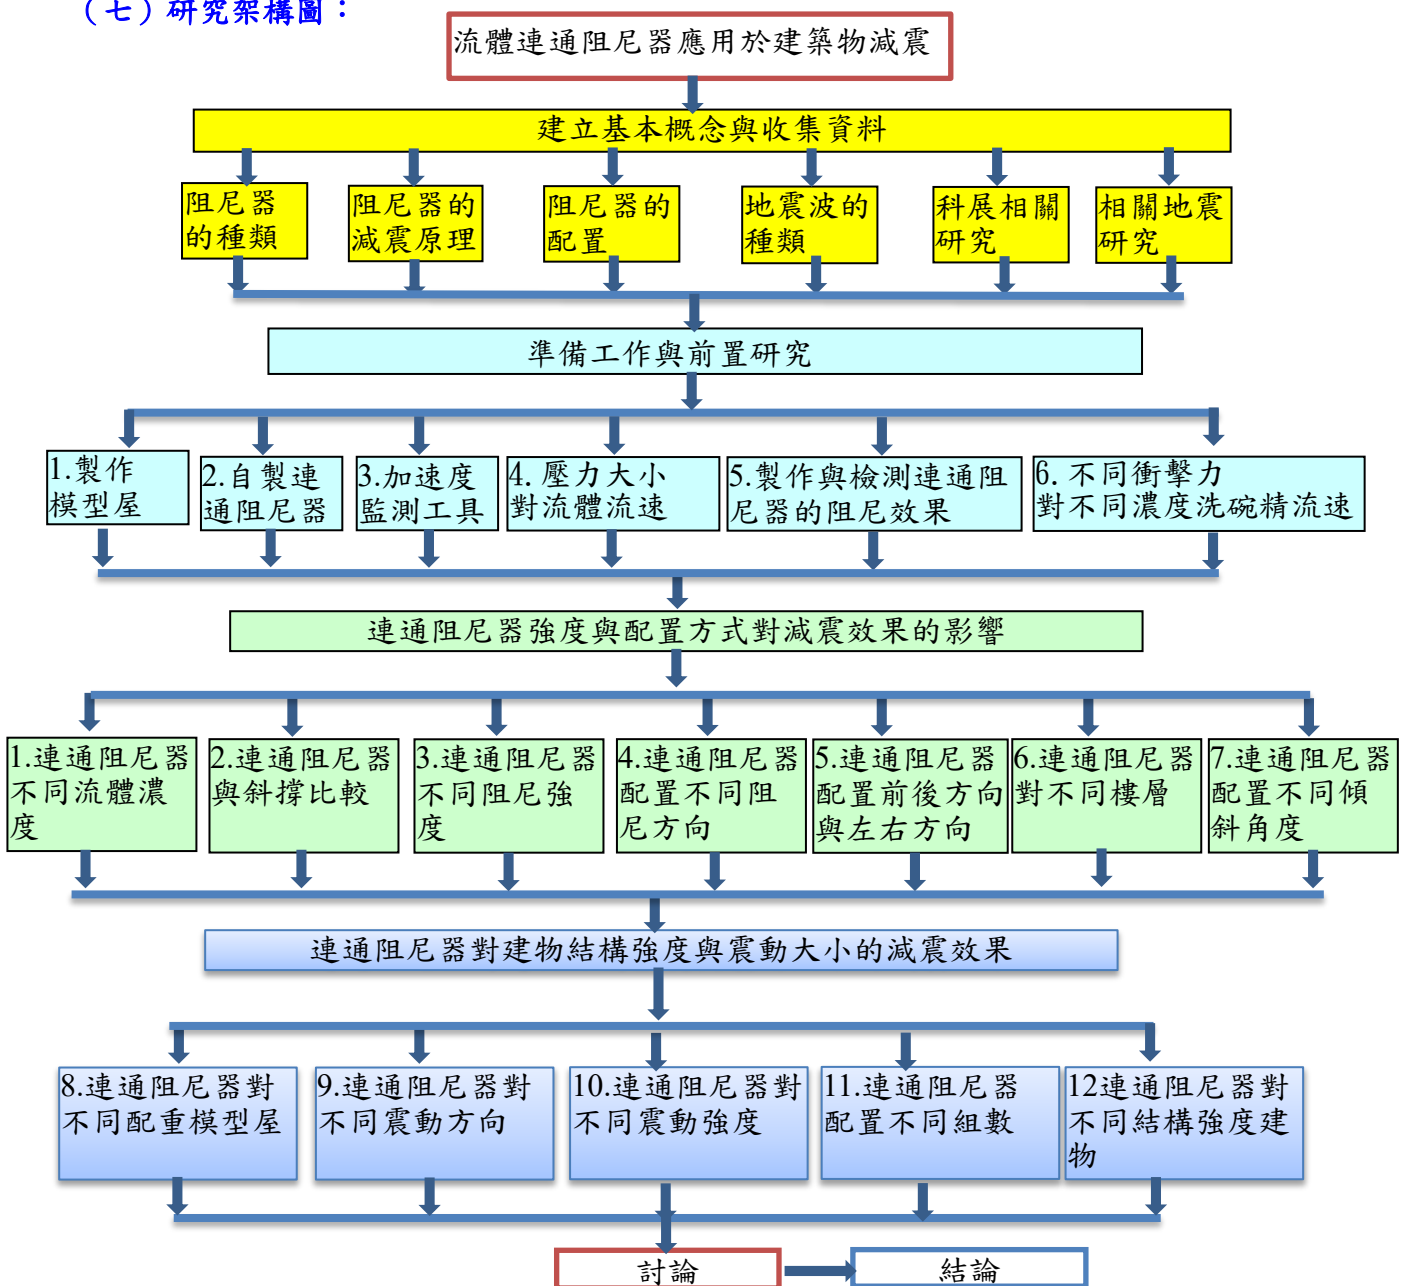 （七）研究架構圖：
流體連通阻尼器應用於建築物減震
建立基本概念與收集資料
阻尼器
的種類
阻尼器的
減震原理
阻尼器的
配置
地震波的
種類
科展相關
研究
相關地震
研究
準備工作與前置研究
1.製作
模型屋
2.自製連
通阻尼器
3.加速度
監測工具
4.壓力大小
對流體流速
5.製作與檢測連通阻
尼器的阻尼效果
6.不同衝擊力
對不同濃度洗碗精流速
連通阻尼器強度與配置方式對減震效果的影響
1.連通阻尼器
不同流體濃
度
2.連通阻尼器
與斜撐比較
3.連通阻尼器
不同阻尼強
度
4.連通阻尼器
配置不同阻
尼方向
5.連通阻尼器
配置前後方向
與左右方向
6.連通阻尼器
對不同樓層
7.連通阻尼器
配置不同傾
斜角度
連通阻尼器對建物結構強度與震動大小的減震效果
8.連通阻尼器對
不同配重模型屋
9.連通阻尼器對
不同震動方向
10.連通阻尼器對
不同震動強度
11.連通阻尼器
配置不同組數
12連通阻尼器對
不同結構強度建
物
討論
結論